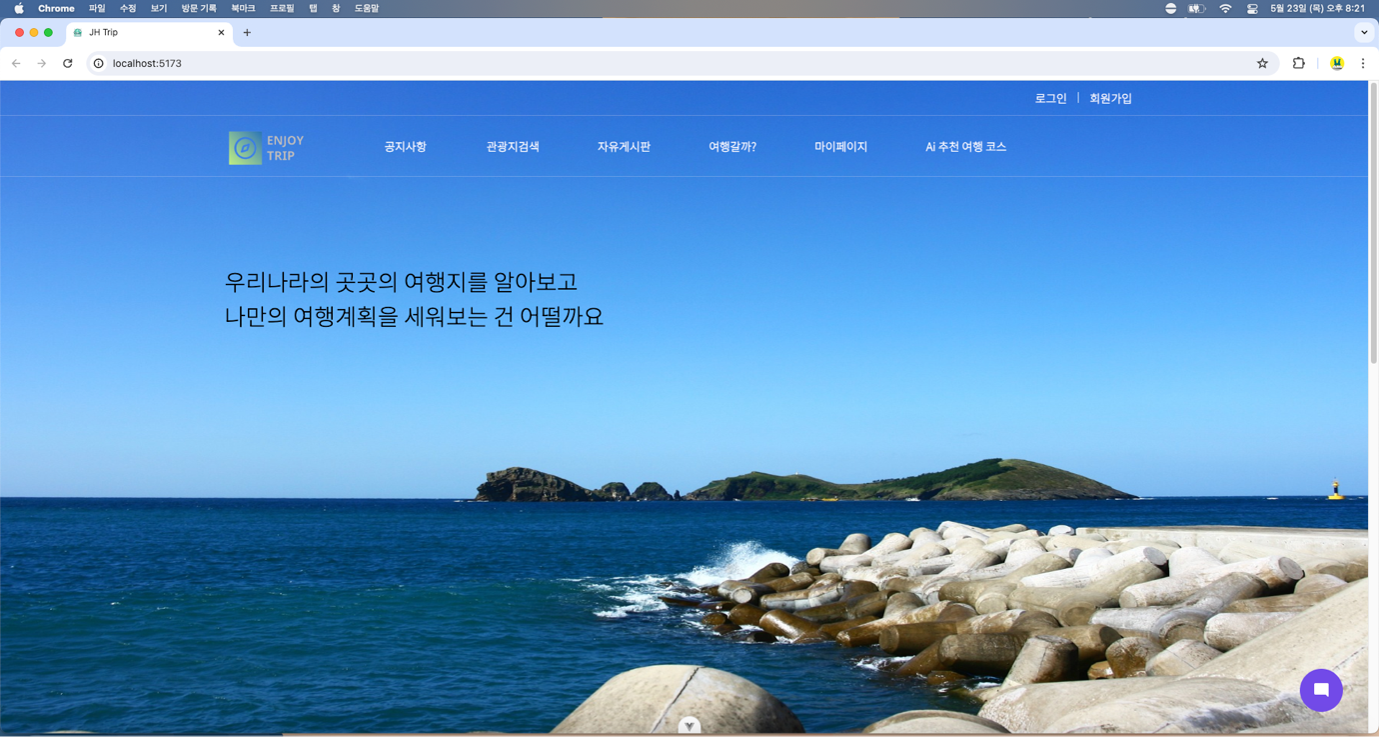 Chrome 파일 수정 보기 방문 기록 북마크 프로필 탭 창 도움말 5월 23일 (목) 오후 8:21
JH Trip
localhost:5173
로그인 | 회원가입
ENJOY
TRIP
공지사항 관광지검색 자유게시판 여행갈까? 마이페이지 Ai 추천 여행 코스
우리나라의 곳곳의 여행지를 알아보고
나만의 여행계획을 세워보는 건 어떨까요